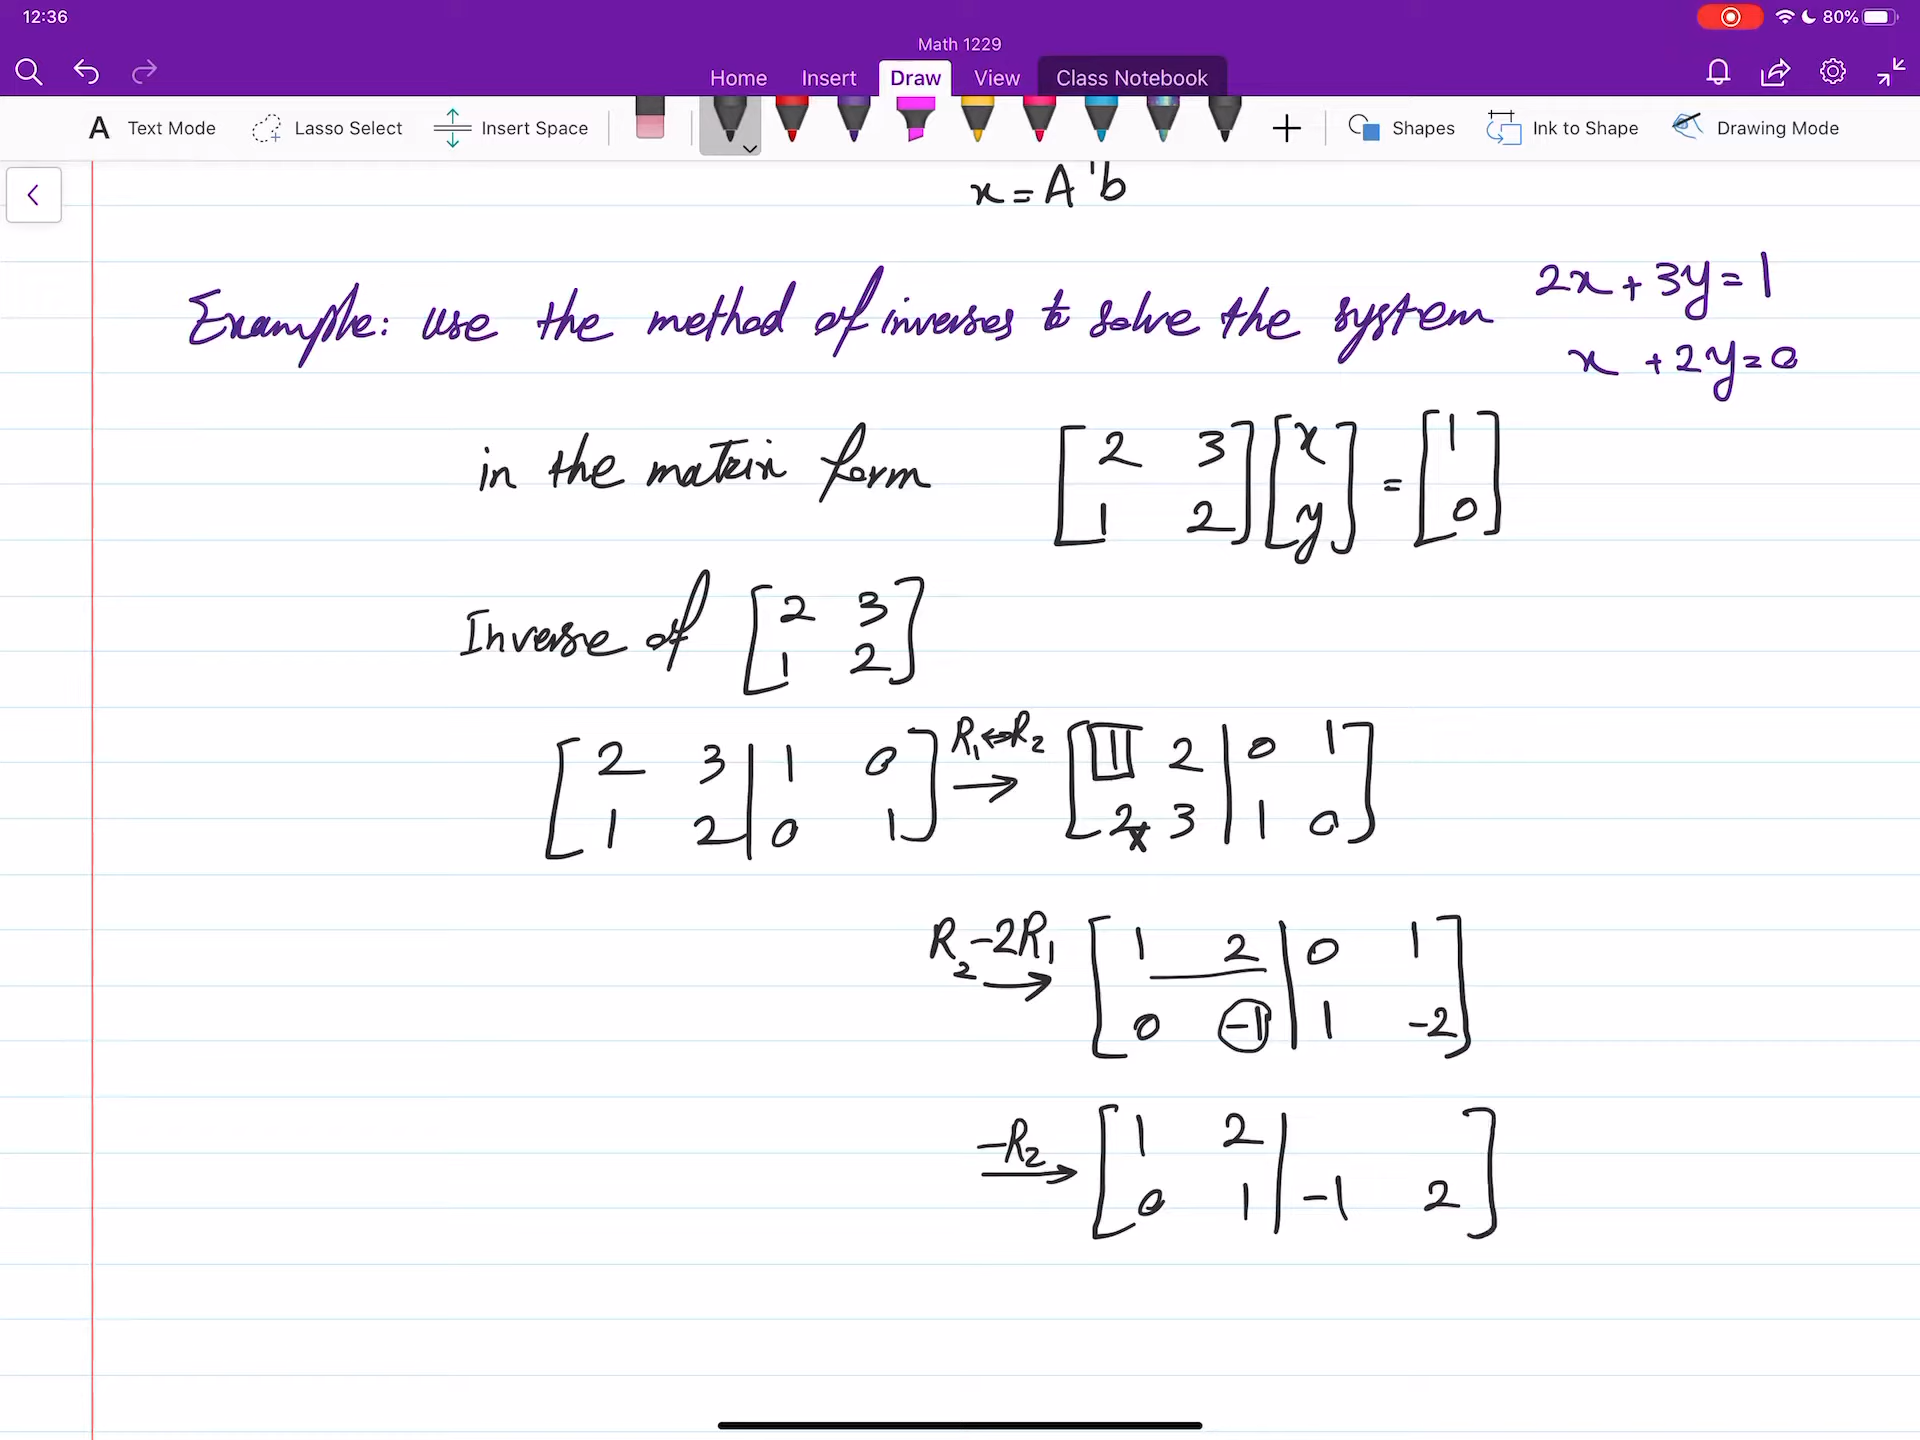 12:36
80%
Math 1229
Home Insert Draw View Class Notebook
A Text Mode Lasso Select Insert Space Shapes Ink to Shape Drawing Mode
x = A⁻¹b
Example: use the method of inverses to solve the system 2x + 3y = 1
x + 2y = 0
in the matrix form [2 3; 1 2] [x; y] = [1; 0]
Inverse of [2 3; 1 2]
[2 3 | 1 0; 1 2 | 0 1] R₁↔R₂ → [1 2 | 0 1; 2 3 | 1 0]
R₂ - 2R₁ → [1 2 | 0 1; 0 -1 | 1 -2]
-R₂ → [1 2 | ; 0 1 | -1 2]